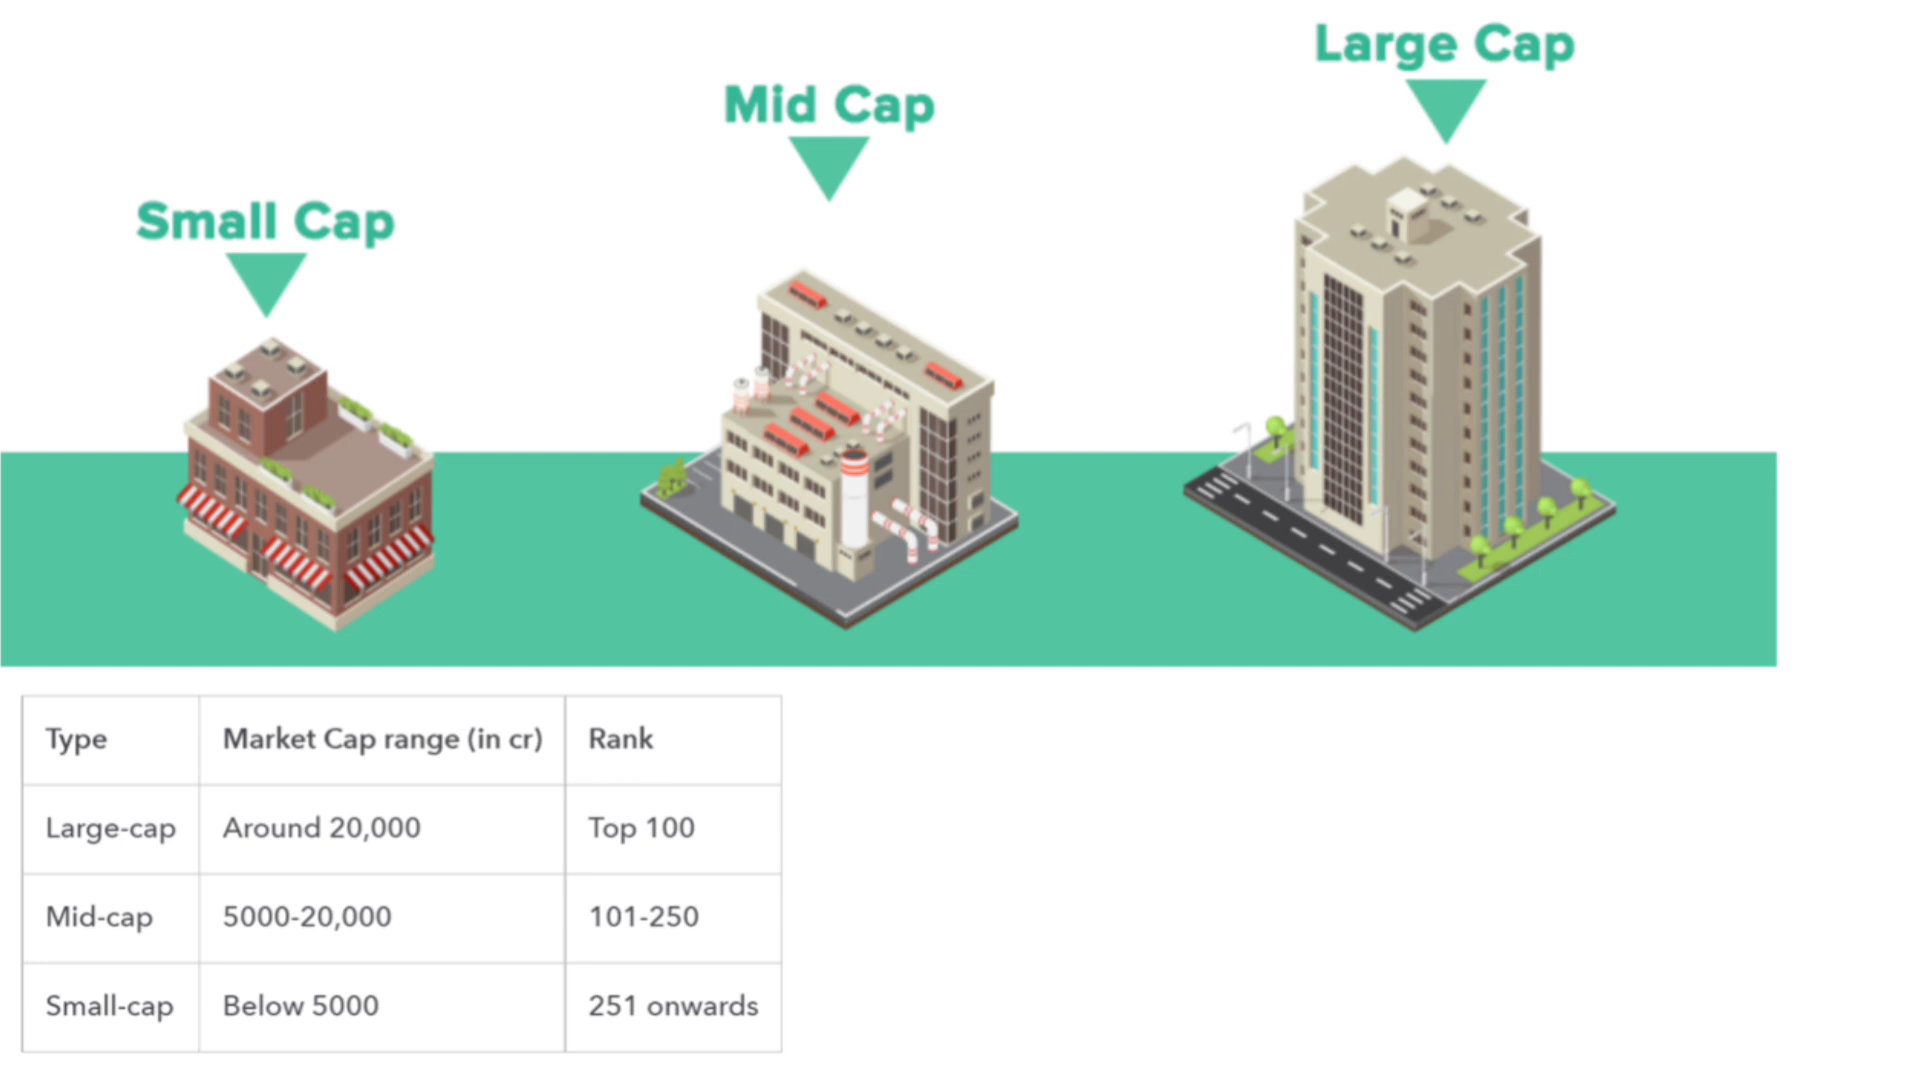 Small Cap
Mid Cap
Large Cap
Type Market Cap range (in cr) Rank
Large-cap Around 20,000 Top 100
Mid-cap 5000-20,000 101-250
Small-cap Below 5000 251 onwards